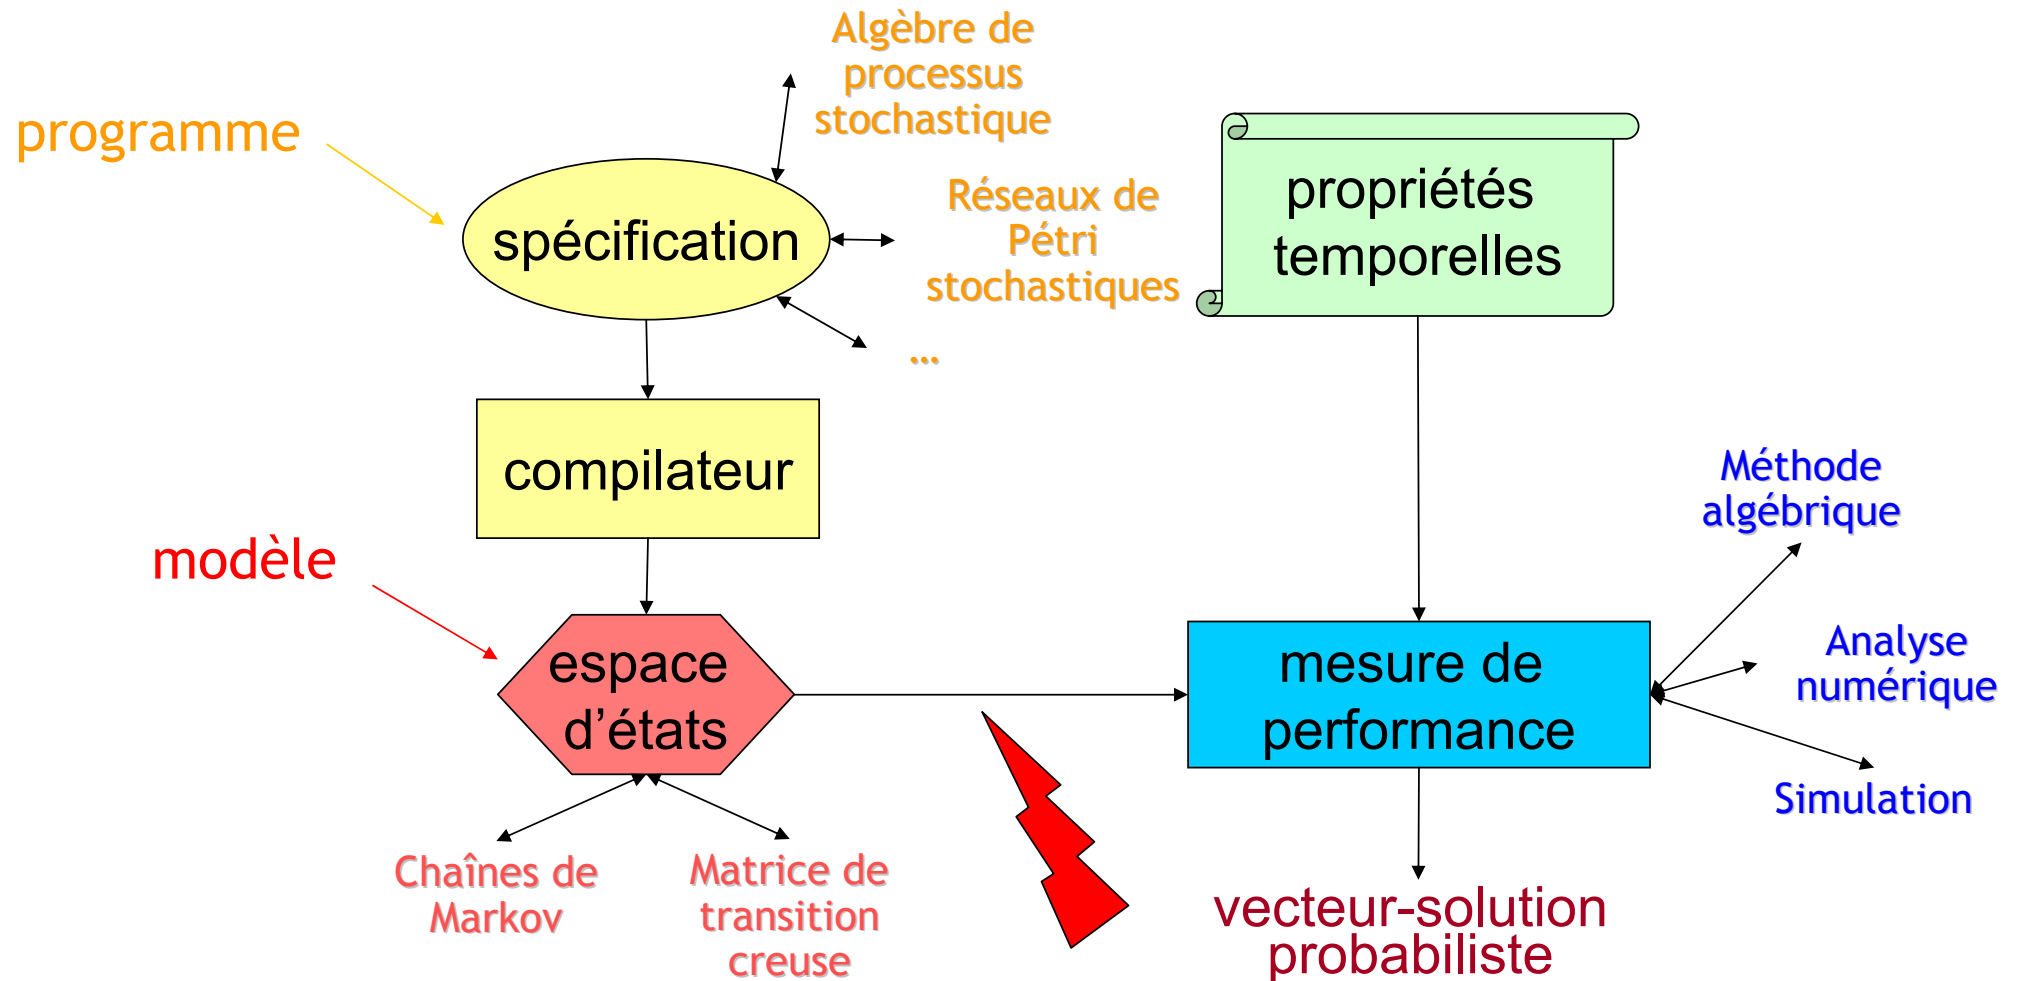 Algèbre de
processus
stochastique
programme
Réseaux de
Pétri
stochastiques
...
spécification
propriétés
temporelles
compilateur
Méthode
algébrique
modèle
espace
d'états
mesure de
performance
Analyse
numérique
Simulation
Chaînes de
Markov
Matrice de
transition
creuse
vecteur-solution
probabiliste